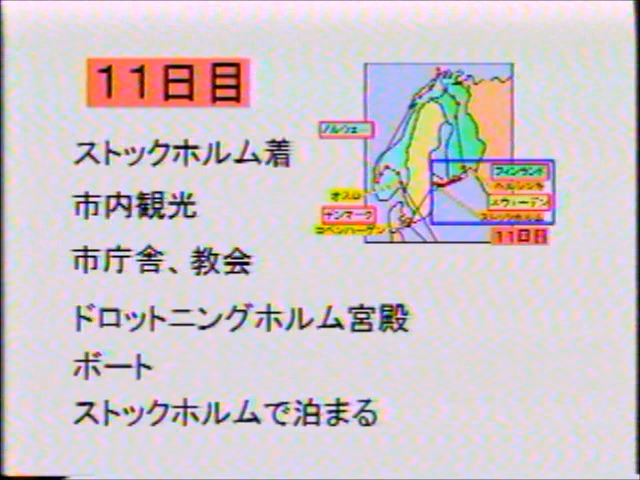 11日目
ストックホルム着
市内観光
市庁舎、教会
ドロットニングホルム宮殿
ボート
ストックホルムで泊まる
ノルウェー
フィンランド
ヘルシンキ
オスロ
スウェーデン
デンマーク
ストックホルム
コペンハーゲン
11日目